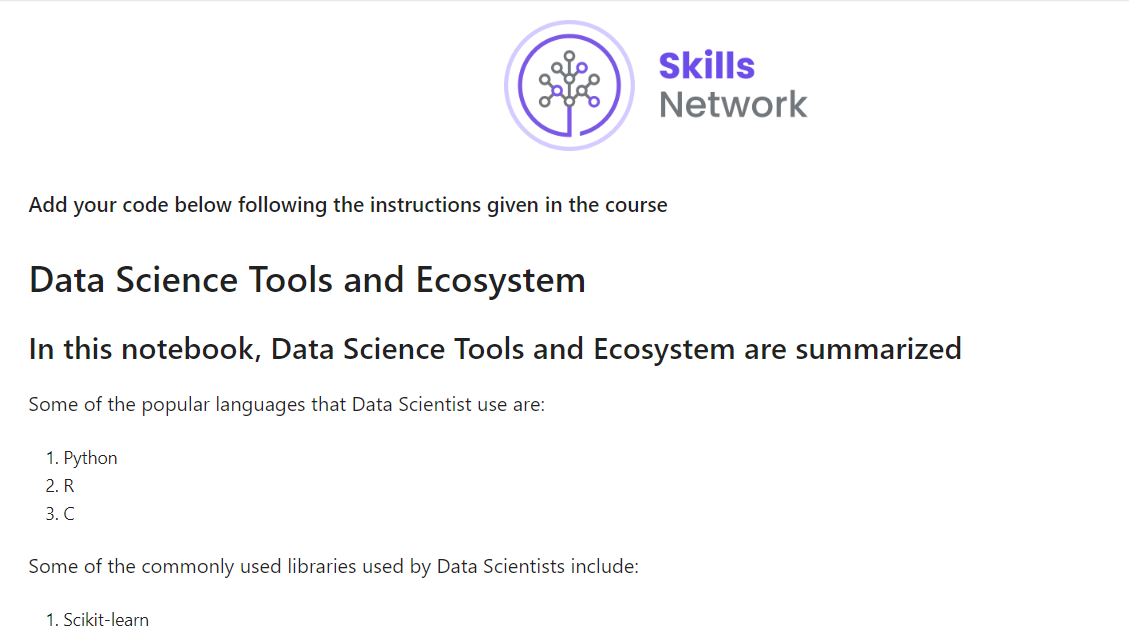 Skills
Network
Add your code below following the instructions given in the course
Data Science Tools and Ecosystem
In this notebook, Data Science Tools and Ecosystem are summarized
Some of the popular languages that Data Scientist use are:
1. Python
2. R
3. C
Some of the commonly used libraries used by Data Scientists include:
1. Scikit-learn